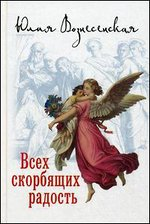 Юлия Вознесенская
Всех
скорбящих
радость